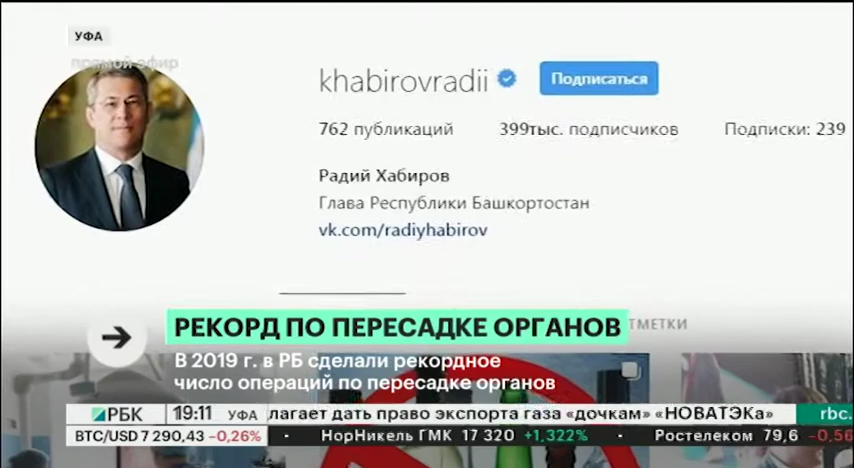 УФА
прямой эфир
khabirovradii
Подписаться
762 публикаций 399тыс. подписчиков Подписки: 239
Радий Хабиров
Глава Республики Башкортостан
vk.com/radiyhabirov
РЕКОРД ПО ПЕРЕСАДКЕ ОРГАНОВ
ТМЕТКИ
В 2019 г. в РБ сделали рекордное
число операций по пересадке органов
РБК 19:11 УФА лагает дать право экспорта газа «дочкам» «НОВАТЭКа» rbc.
BTC/USD 7 290,43 -0,26% · НорНикель ГМК 17 320 +1,322% · Ростелеком 79,6 -0,56